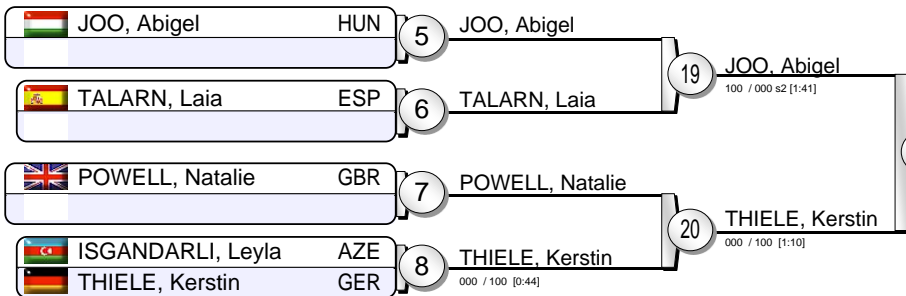 JOO, Abigel HUN
5
JOO, Abigel
19
JOO, Abigel
100 / 000 s2 [1:41]
TALARN, Laia ESP
6
TALARN, Laia
POWELL, Natalie GBR
7
POWELL, Natalie
20
THIELE, Kerstin
000 / 100 [1:10]
ISGANDARLI, Leyla AZE
THIELE, Kerstin GER
8
THIELE, Kerstin
000 / 100 [0:44]